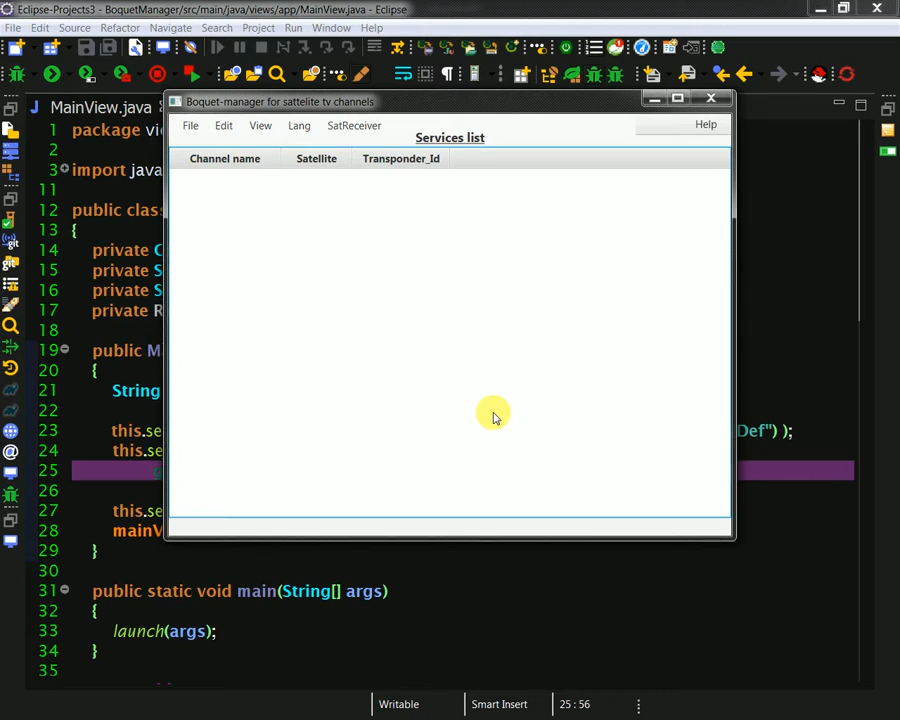 Eclipse-Projects3 - BoquetManager/src/main/java/views/app/MainView.java - Eclipse
File Edit Source Refactor Navigate Search Project Run Window Help
MainView.java
Boquet-manager for sattelite tv channels
File Edit View Lang SatReceiver Help
Services list
Channel name Satellite Transponder_Id
1 package vi
2
3 import java
11
12 public clas
13 {
14 private C
15 private S
16 private S
17 private R
18
19 public M
20 {
21 String
22
23 this.se Def") );
24 this.se
25
26
27 this.se
28 mainV
29 }
30
31 public static void main(String[] args)
32 {
33 launch(args);
34 }
35
Writable Smart Insert 25 : 56